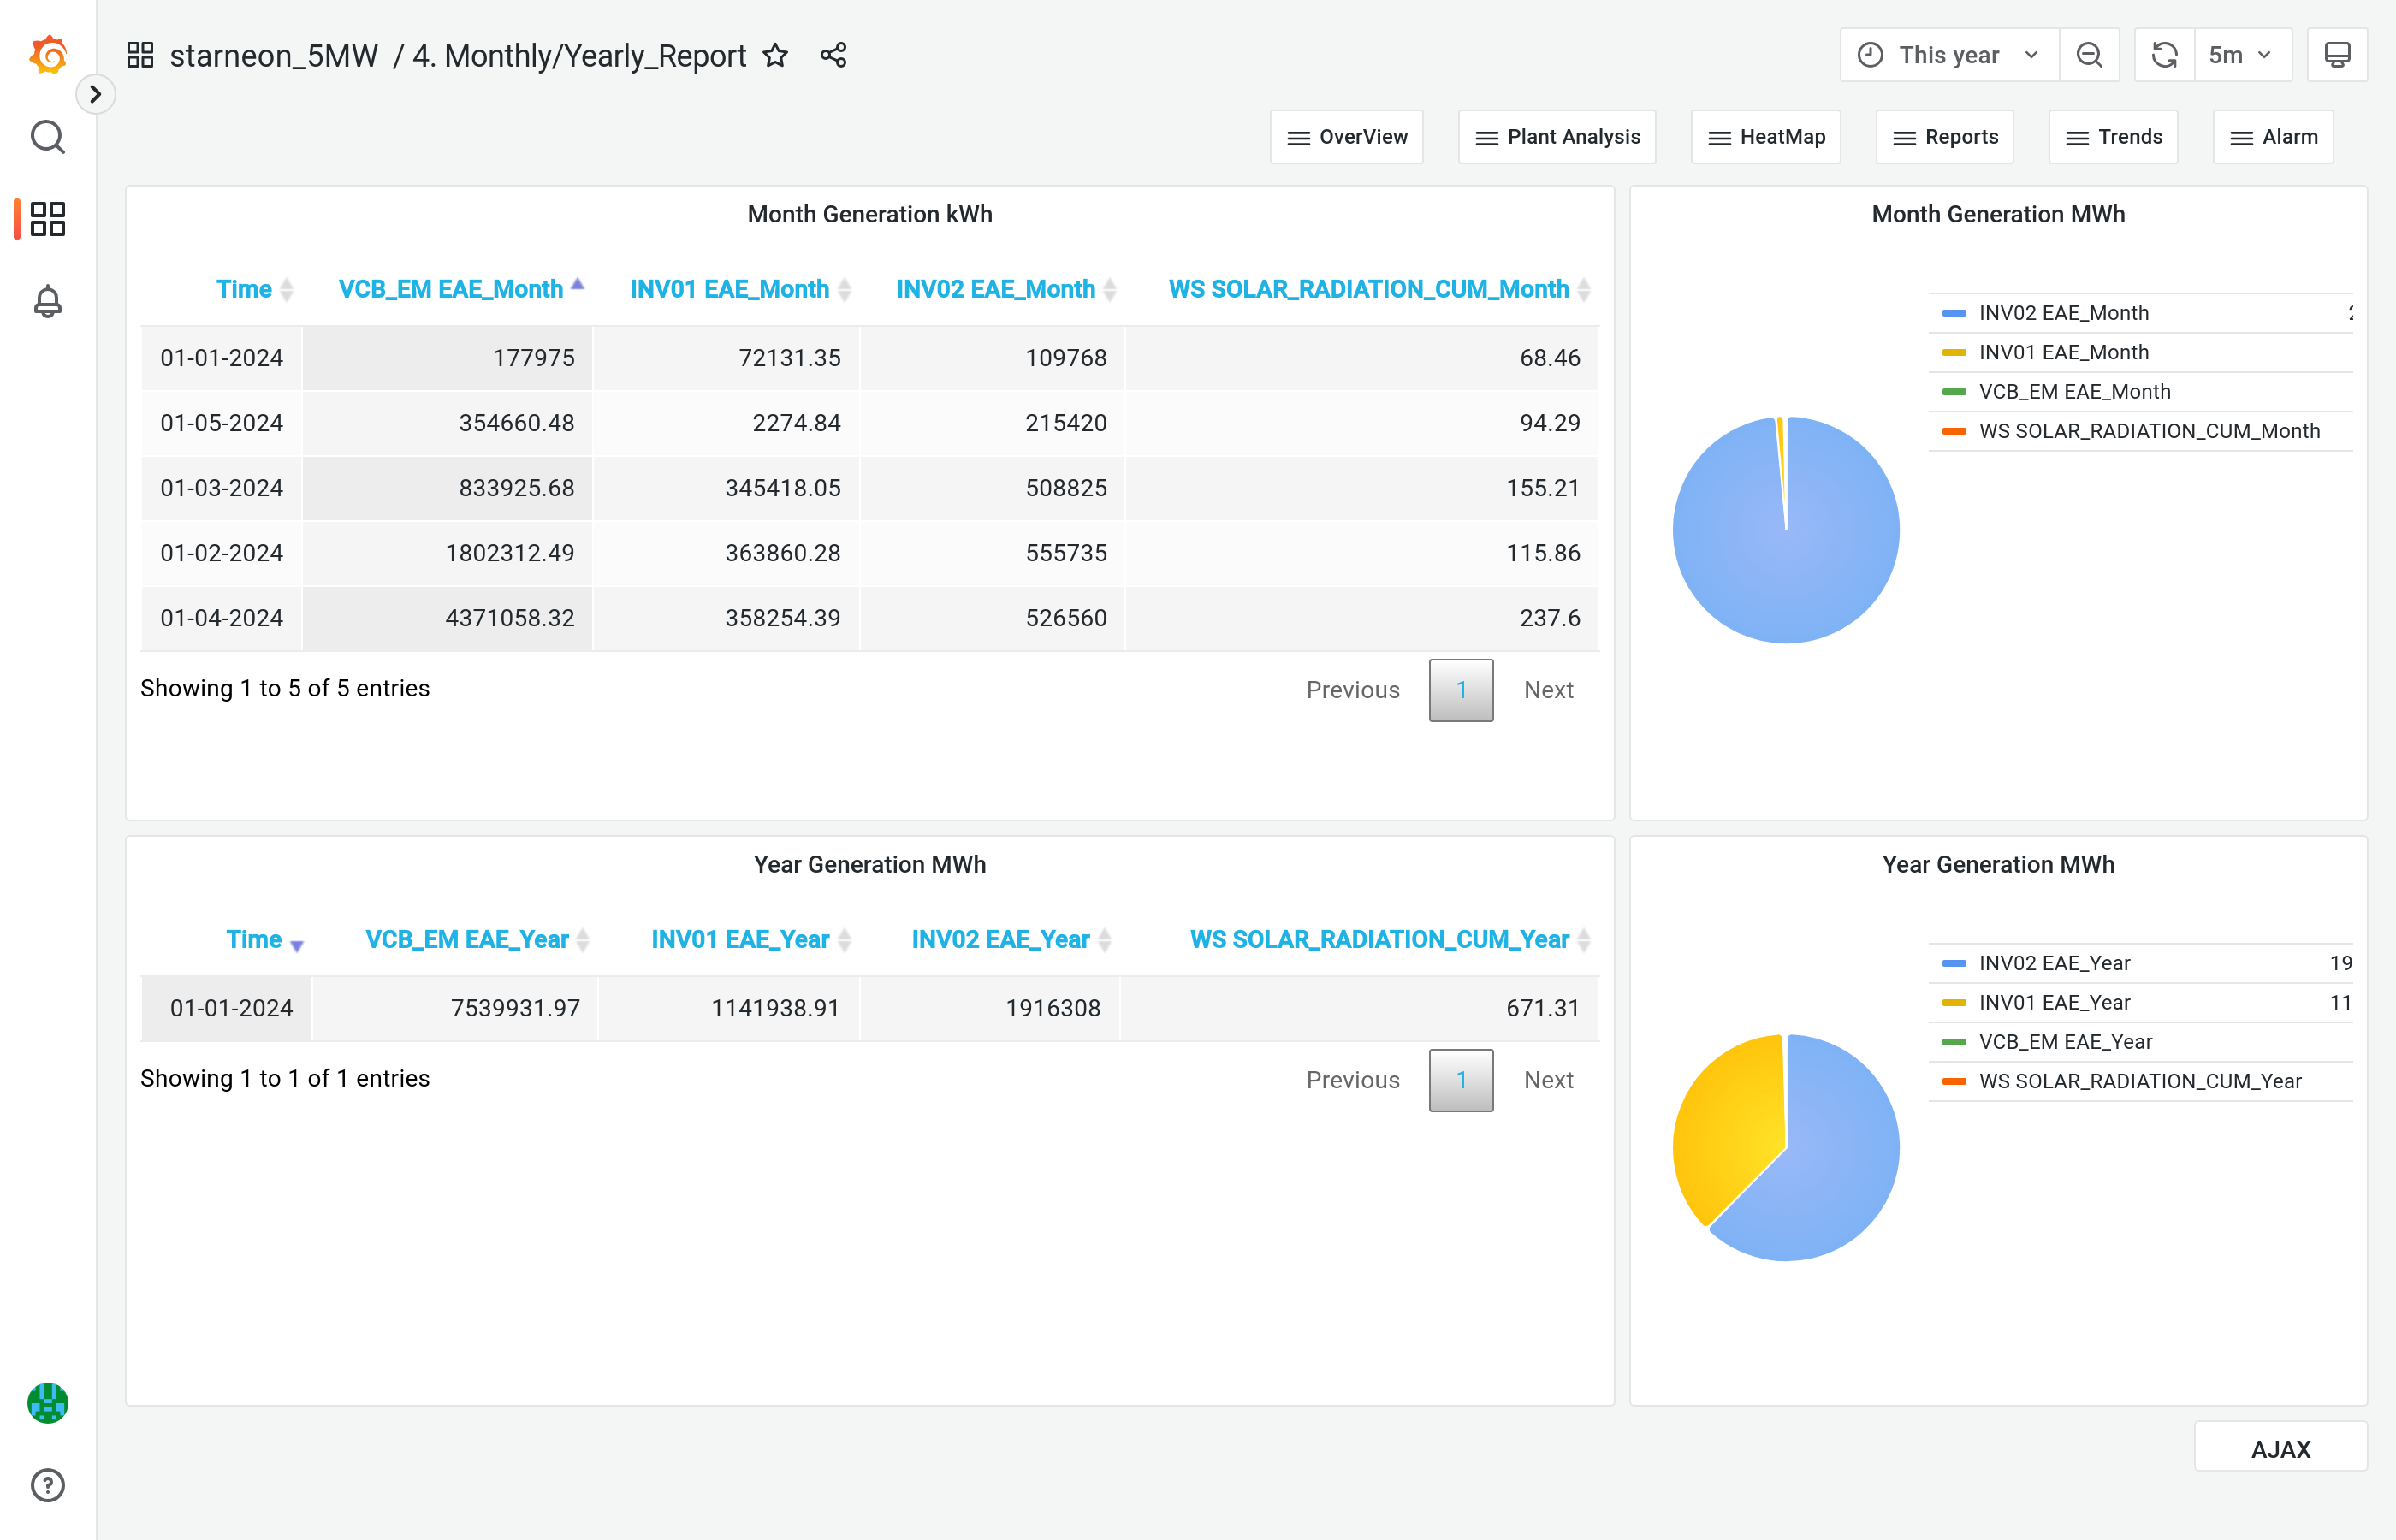 starneon_5MW / 4. Monthly/Yearly_Report
This year
5m
OverView
Plant Analysis
HeatMap
Reports
Trends
Alarm
Month Generation kWh
Time VCB_EM EAE_Month INV01 EAE_Month INV02 EAE_Month WS SOLAR_RADIATION_CUM_Month
01-01-2024 177975 72131.35 109768 68.46
01-05-2024 354660.48 2274.84 215420 94.29
01-03-2024 833925.68 345418.05 508825 155.21
01-02-2024 1802312.49 363860.28 555735 115.86
01-04-2024 4371058.32 358254.39 526560 237.6
Showing 1 to 5 of 5 entries
Previous 1 Next
Month Generation MWh
INV02 EAE_Month
INV01 EAE_Month
VCB_EM EAE_Month
WS SOLAR_RADIATION_CUM_Month
Year Generation MWh
Time VCB_EM EAE_Year INV01 EAE_Year INV02 EAE_Year WS SOLAR_RADIATION_CUM_Year
01-01-2024 7539931.97 1141938.91 1916308 671.31
Showing 1 to 1 of 1 entries
Previous 1 Next
Year Generation MWh
INV02 EAE_Year 19
INV01 EAE_Year 11
VCB_EM EAE_Year
WS SOLAR_RADIATION_CUM_Year
AJAX